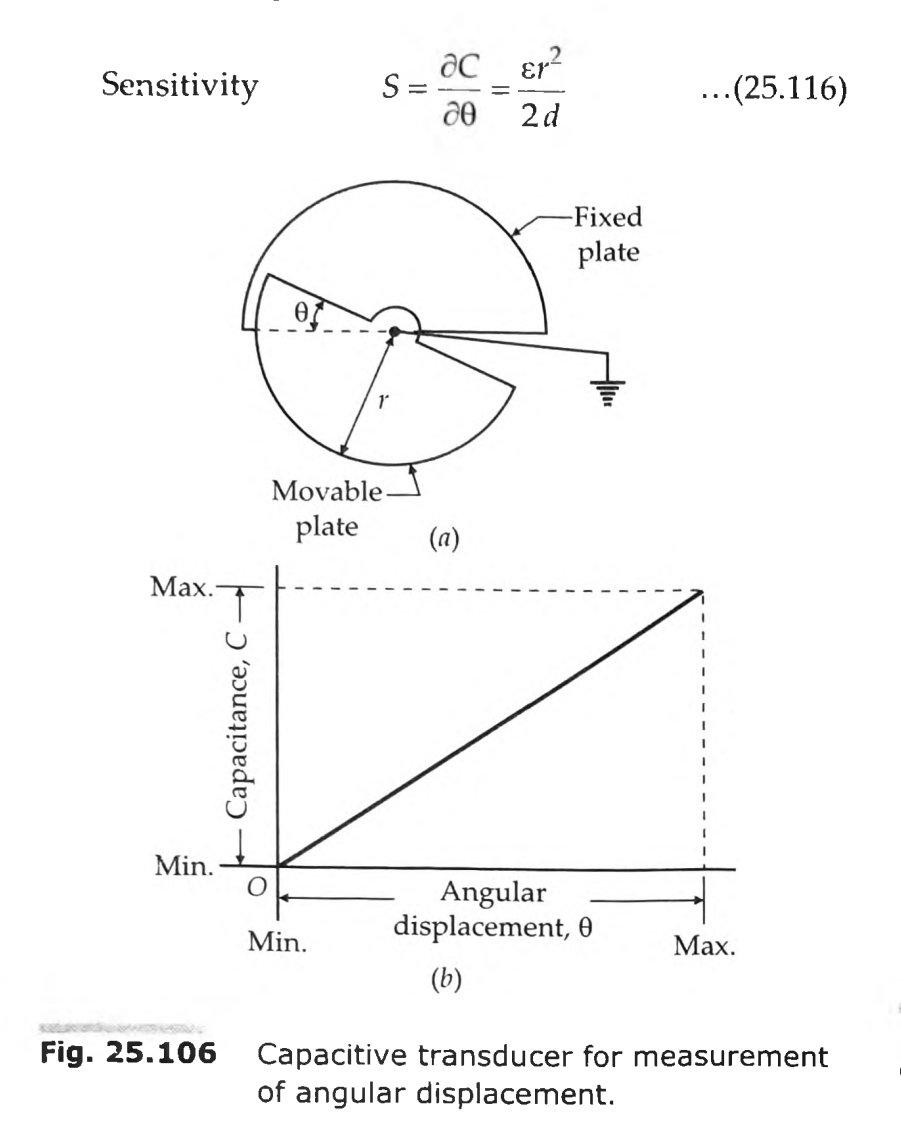 Sensitivity S = ∂C/∂θ = εr²/2d ...(25.116)
Fixed
plate
θ
r
Movable
plate
(a)
Max.
Capacitance, C
Min.
O
Angular
displacement, θ
Min.
Max.
(b)
Fig. 25.106 Capacitive transducer for measurement
of angular displacement.